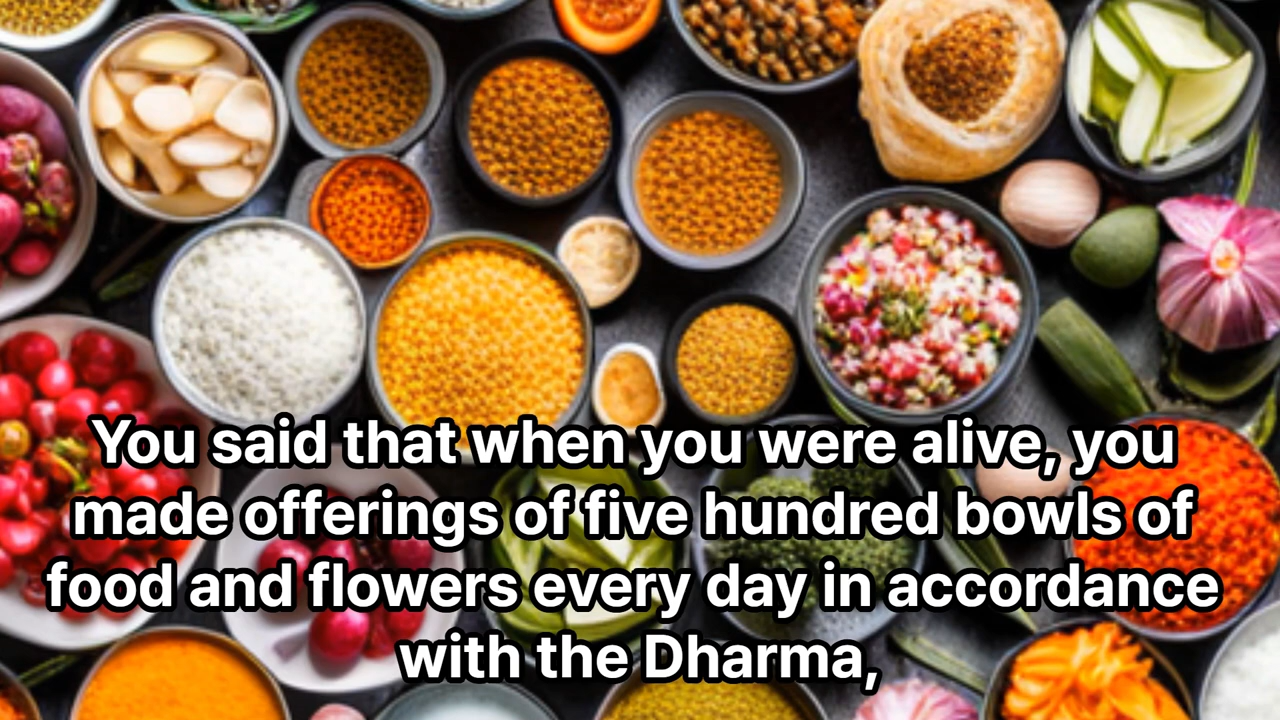 You said that when you were alive, you
made offerings of five hundred bowls of
food and flowers every day in accordance
with the Dharma,